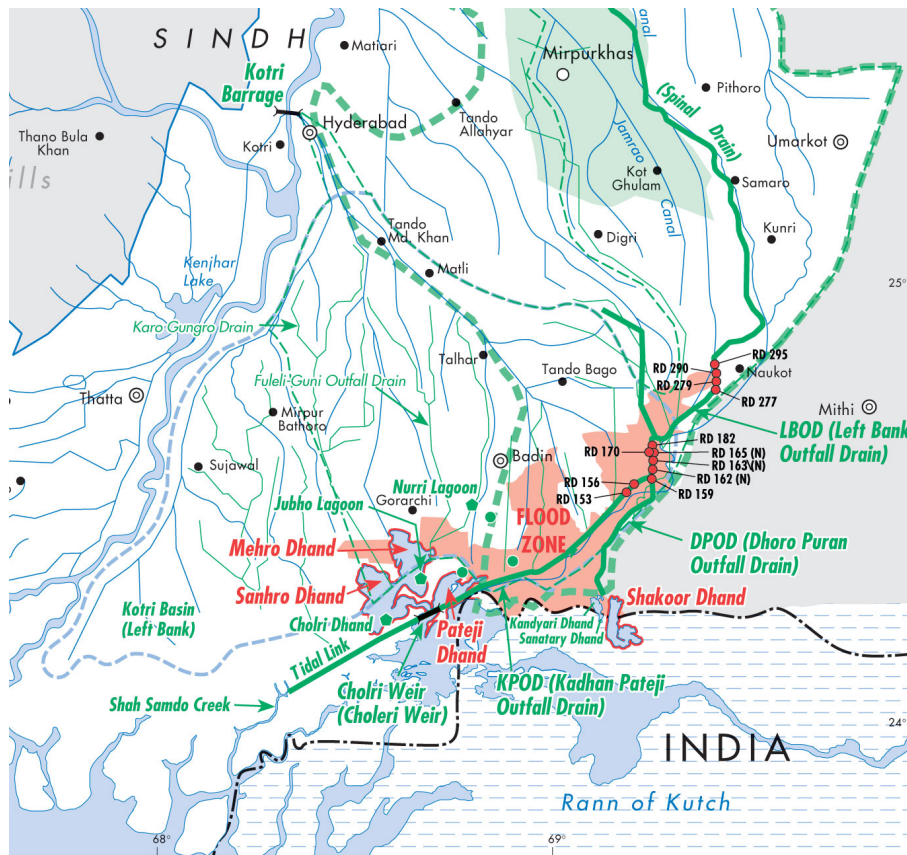 SINDH
Matiari
Kotri
Barrage
Mirpurkhas
anal
Canal
(Spinal
Drain)
Pithoro
Hyderabad
Tando
Allahyar
Thano Bula
Khan
Kotri
Jamrao
Canal
Umarkot
ills
Kot
Ghulam
Samaro
Tando
Md. Khan
Digri
Kunri
Matli
Kenjhar
Lake
25°
Karo Gungro Drain
Talhar
RD 295
RD 290
RD 279
RD 277
Naukot
Fuleli-Guni Outfall Drain
Tando Bago
Thatta
Mirpur
Bathoro
Mithi
LBOD (Left Bank
Outfall Drain)
RD 182
RD 170
RD 165 (N)
RD 163 (N)
RD 162 (N)
RD 159
RD 156
RD 153
Sujawal
Badin
Nurri Lagoon
Jubho Lagoon
Gorarchi
FLOOD
ZONE
Mehro Dhand
DPOD (Dhoro Puran
Outfall Drain)
Sanhro Dhand
Shakoor Dhand
Kotri Basin
(Left Bank)
Cholri Dhand
Kandyari Dhand /
Sanatary Dhand
Pateji
Dhand
Tidal Link
Shah Samdo Creek
Cholri Weir
(Choleri Weir)
KPOD (Kadhan Pateji
Outfall Drain)
24°
INDIA
Rann of Kutch
68°
69°